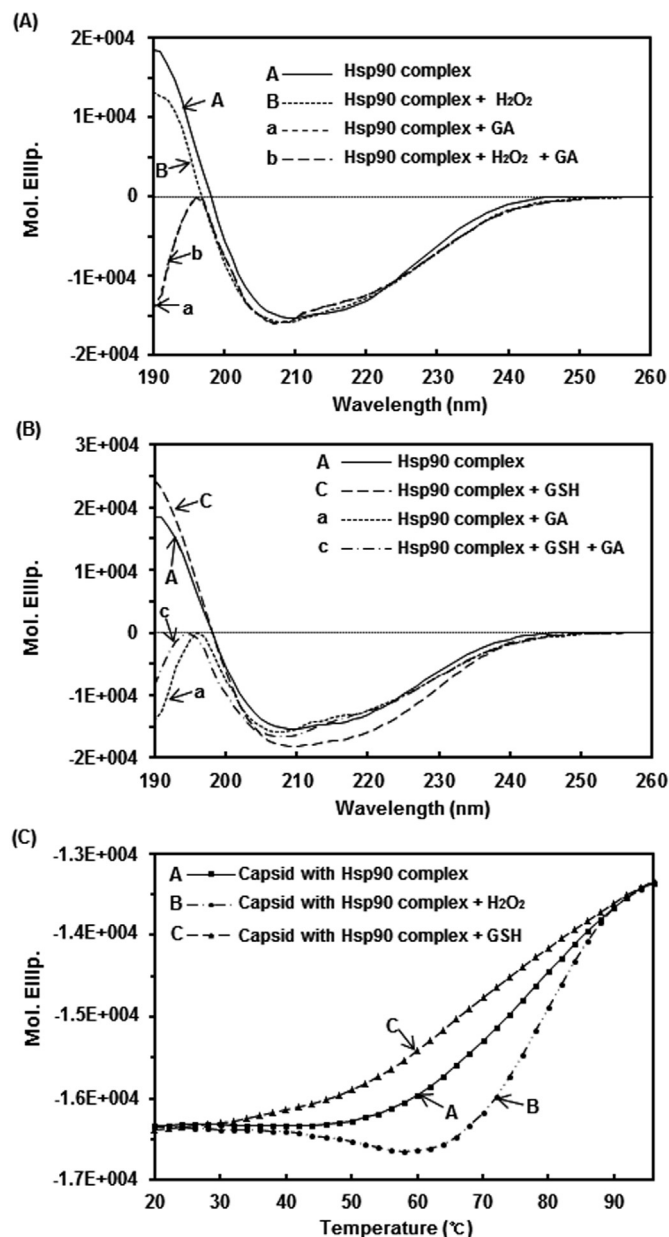 (A)
2E+004
1E+004
0
-1E+004
-2E+004
Mol. Ellip.
A Hsp90 complex
B Hsp90 complex + H₂O₂
a Hsp90 complex + GA
b Hsp90 complex + H₂O₂ + GA
A
B
b
a
190 200 210 220 230 240 250 260
Wavelength (nm)
(B)
3E+004
2E+004
1E+004
0
-1E+004
-2E+004
Mol. Ellip.
A Hsp90 complex
C Hsp90 complex + GSH
a Hsp90 complex + GA
c Hsp90 complex + GSH + GA
C
A
c
a
190 200 210 220 230 240 250 260
Wavelength (nm)
(C)
-1.3E+004
-1.4E+004
-1.5E+004
-1.6E+004
-1.7E+004
Mol. Ellip.
A Capsid with Hsp90 complex
B Capsid with Hsp90 complex + H₂O₂
C Capsid with Hsp90 complex + GSH
C
A
B
20 30 40 50 60 70 80 90
Temperature (℃)